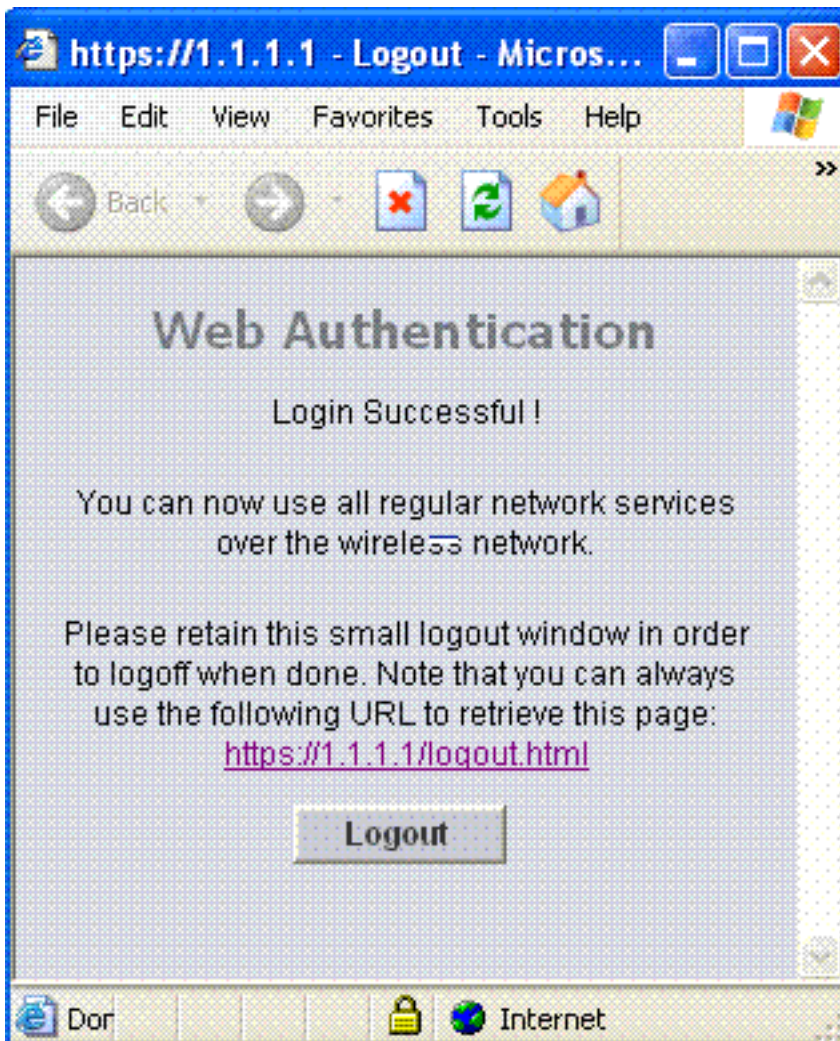 https://1.1.1.1 - Logout - Micros...
File Edit View Favorites Tools Help
Back
Web Authentication
Login Successful !
You can now use all regular network services
over the wireless network.
Please retain this small logout window in order
to logoff when done. Note that you can always
use the following URL to retrieve this page:
https://1.1.1.1/logout.html
Logout
Dor Internet